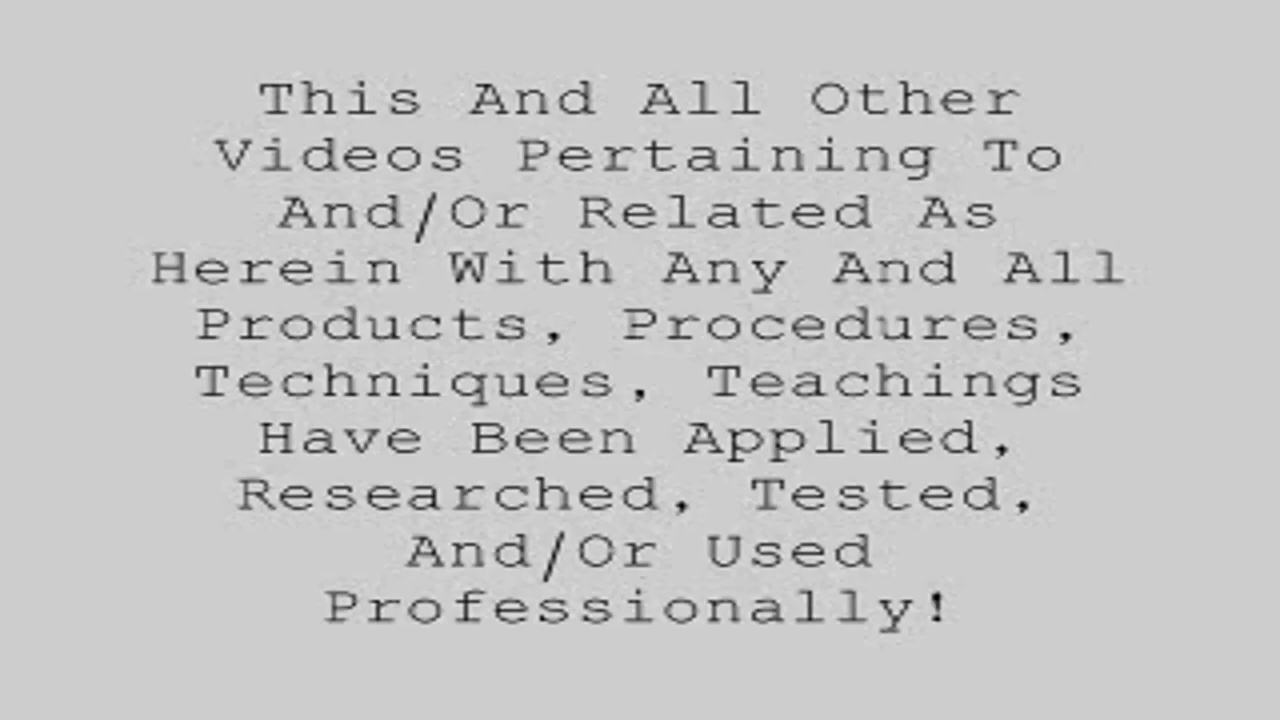 This And All Other
Videos Pertaining To
And/Or Related As
Herein With Any And All
Products, Procedures,
Techniques, Teachings
Have Been Applied,
Researched, Tested,
And/Or Used
Professionally!